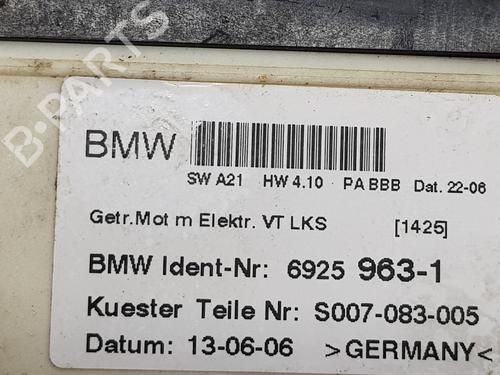 B-PARTS
BMW
SW A21 HW 4.10 PA BBB Dat. 22-06
Getr.Mot m Elektr. VT LKS [1425]
BMW Ident-Nr: 6925 963-1
Kuester Teile Nr: S007-083-005
Datum: 13-06-06 >GERMANY<